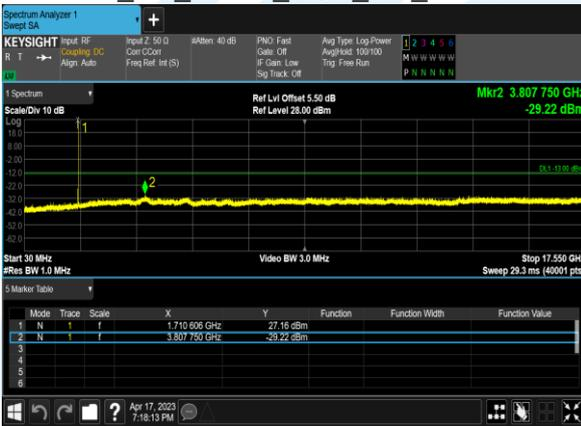 Spectrum Analyzer 1
Swept SA
+
KEYSIGHT
R T
Input: RF
Coupling: DC
Align: Auto
Input Z: 50 Ω
Corr CCorr
Freq Ref: Int (S)
#Atten: 40 dB
PNO: Fast
Gate: Off
IF Gain: Low
Sig Track: Off
Avg Type: Log-Power
Avg|Hold: 100/100
Trig: Free Run
1 2 3 4 5 6
M W W W W W
P N N N N N
1 Spectrum
Scale/Div 10 dB
Ref Lvl Offset 5.50 dB
Ref Level 28.00 dBm
Mkr2 3.807 750 GHz
-29.22 dBm
Log
18.0
8.00
-2.00
-12.0
-22.0
-32.0
-42.0
-52.0
-62.0
1
2
DL1 -13.00 dBm
Start 30 MHz
#Res BW 1.0 MHz
Video BW 3.0 MHz
Stop 17.550 GHz
Sweep 29.3 ms (40001 pts)
5 Marker Table
Mode Trace Scale X Y Function Function Width Function Value
1 N 1 f 1.710 606 GHz 27.16 dBm
2 N 1 f 3.807 750 GHz -29.22 dBm
3
4
5
6
?
Apr 17, 2023
7:18:13 PM